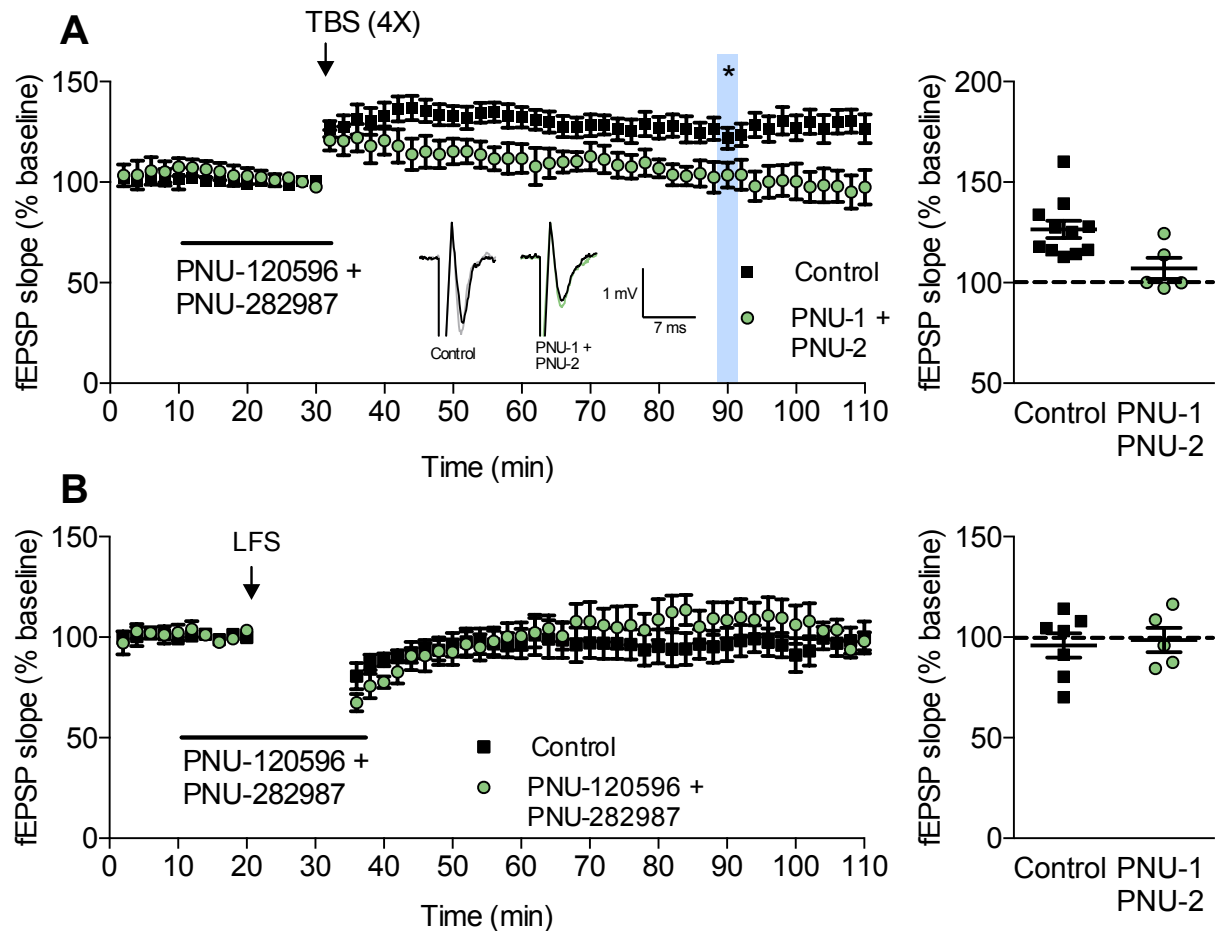 A
TBS (4X)
fEPSP slope (% baseline)
150
100
50
0
*
PNU-120596 +
PNU-282987
Control
PNU-1 +
PNU-2
1 mV
7 ms
Control
PNU-1 +
PNU-2
0 10 20 30 40 50 60 70 80 90 100 110
Time (min)
fEPSP slope (% baseline)
200
150
100
50
Control PNU-1
PNU-2
B
LFS
fEPSP slope (% baseline)
150
100
50
0
PNU-120596 +
PNU-282987
Control
PNU-120596 +
PNU-282987
0 10 20 30 40 50 60 70 80 90 100 110
Time (min)
fEPSP slope (% baseline)
150
100
50
0
Control PNU-1
PNU-2